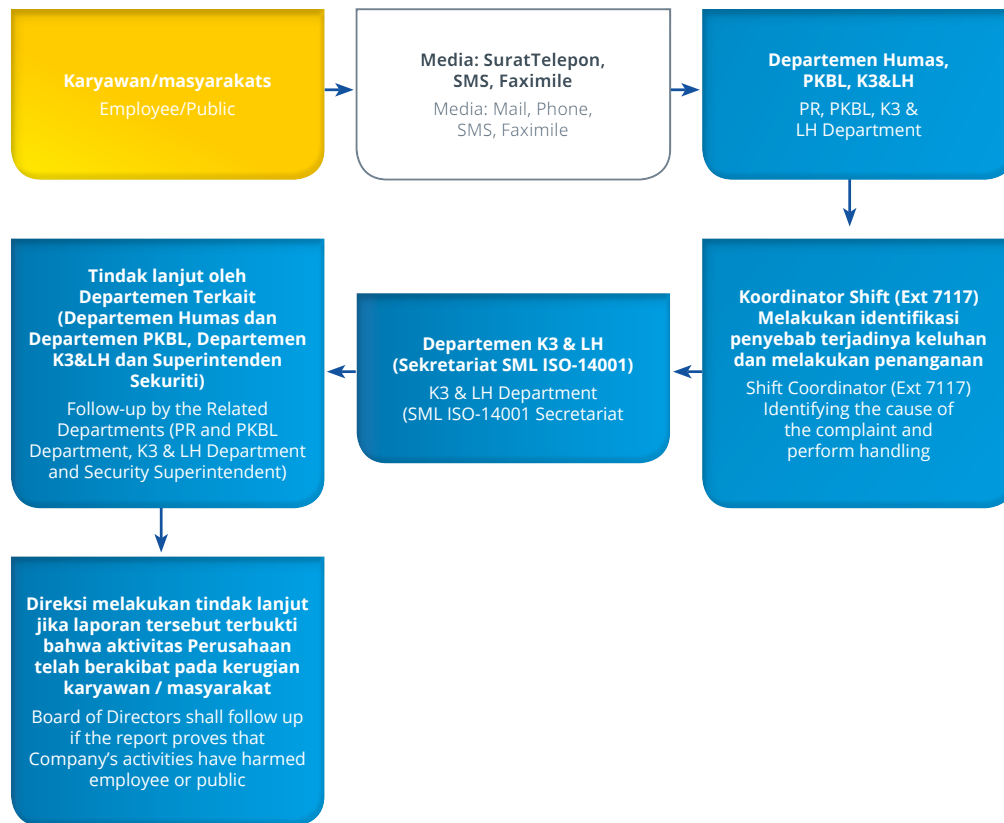 Karyawan/masyarakats
Employee/Public
Media: SuratTelepon,
SMS, Faximile
Media: Mail, Phone,
SMS, Faximile
Departemen Humas,
PKBL, K3&LH
PR, PKBL, K3 &
LH Department
Koordinator Shift (Ext 7117)
Melakukan identifikasi
penyebab terjadinya keluhan
dan melakukan penanganan
Shift Coordinator (Ext 7117)
Identifying the cause of
the complaint and
perform handling
Departemen K3 & LH
(Sekretariat SML ISO-14001)
K3 & LH Department
(SML ISO-14001 Secretariat
Tindak lanjut oleh
Departemen Terkait
(Departemen Humas dan
Departemen PKBL, Departemen
K3&LH dan Superintenden
Sekuriti)
Follow-up by the Related
Departments (PR and PKBL
Department, K3 & LH Department
and Security Superintendent)
Direksi melakukan tindak lanjut
jika laporan tersebut terbukti
bahwa aktivitas Perusahaan
telah berakibat pada kerugian
karyawan / masyarakat
Board of Directors shall follow up
if the report proves that
Company's activities have harmed
employee or public